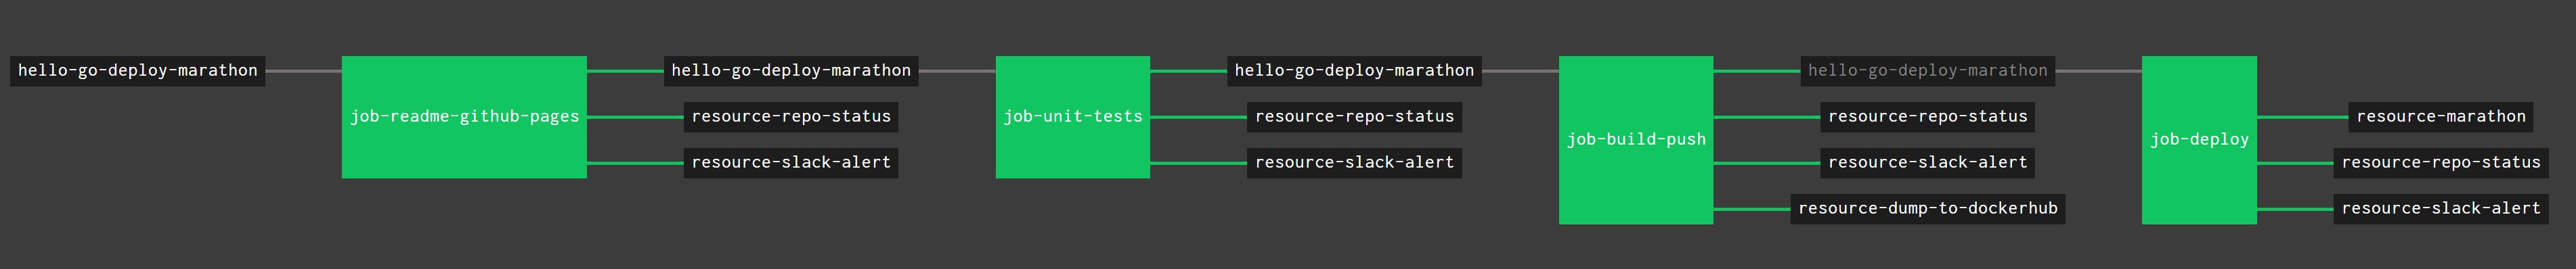 hello-go-deploy-marathon
job-readme-github-pages
hello-go-deploy-marathon
resource-repo-status
resource-slack-alert
job-unit-tests
hello-go-deploy-marathon
resource-repo-status
resource-slack-alert
job-build-push
hello-go-deploy-marathon
resource-repo-status
resource-slack-alert
resource-dump-to-dockerhub
job-deploy
resource-marathon
resource-repo-status
resource-slack-alert